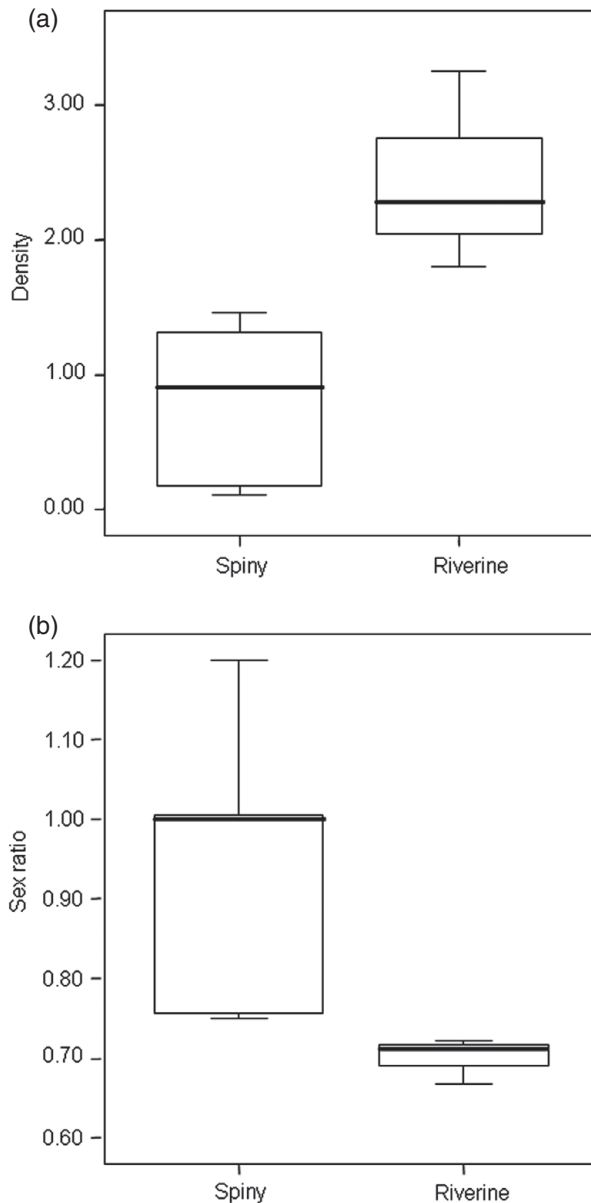 (a)
3.00
2.00
1.00
0.00
Density
Spiny Riverine
(b)
1.20
1.10
1.00
0.90
0.80
0.70
0.60
Sex ratio
Spiny Riverine